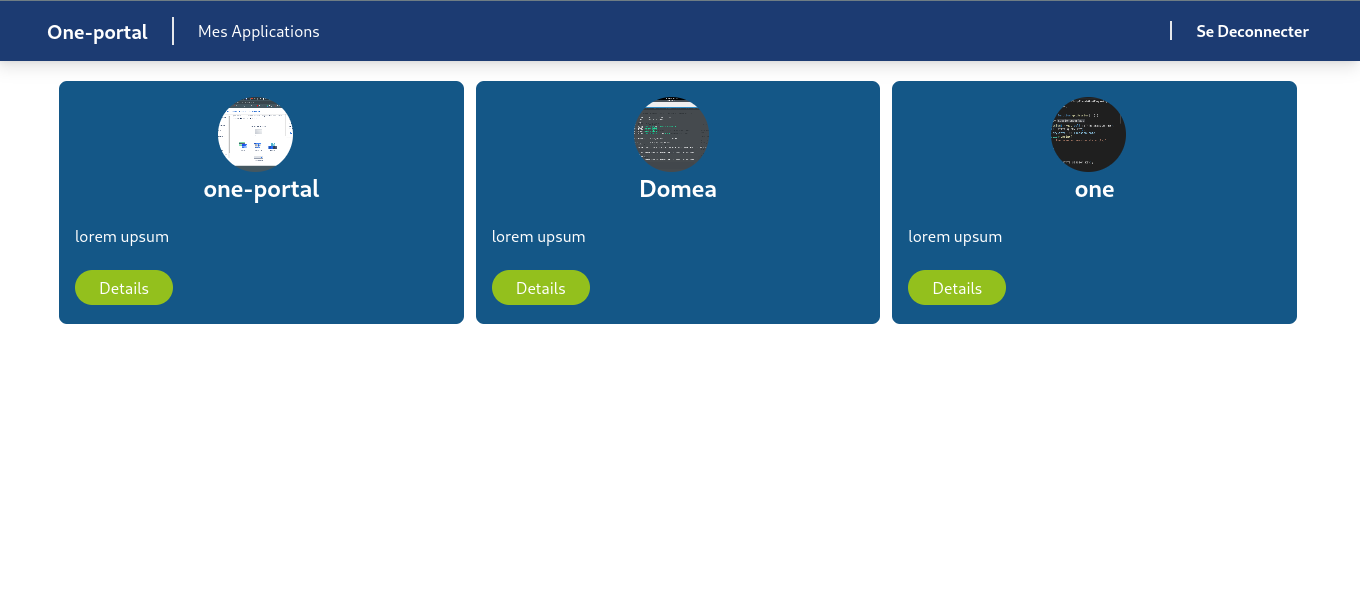 One-portal
Mes Applications
Se Deconnecter
one-portal
lorem upsum
Details
Domea
lorem upsum
Details
one
lorem upsum
Details